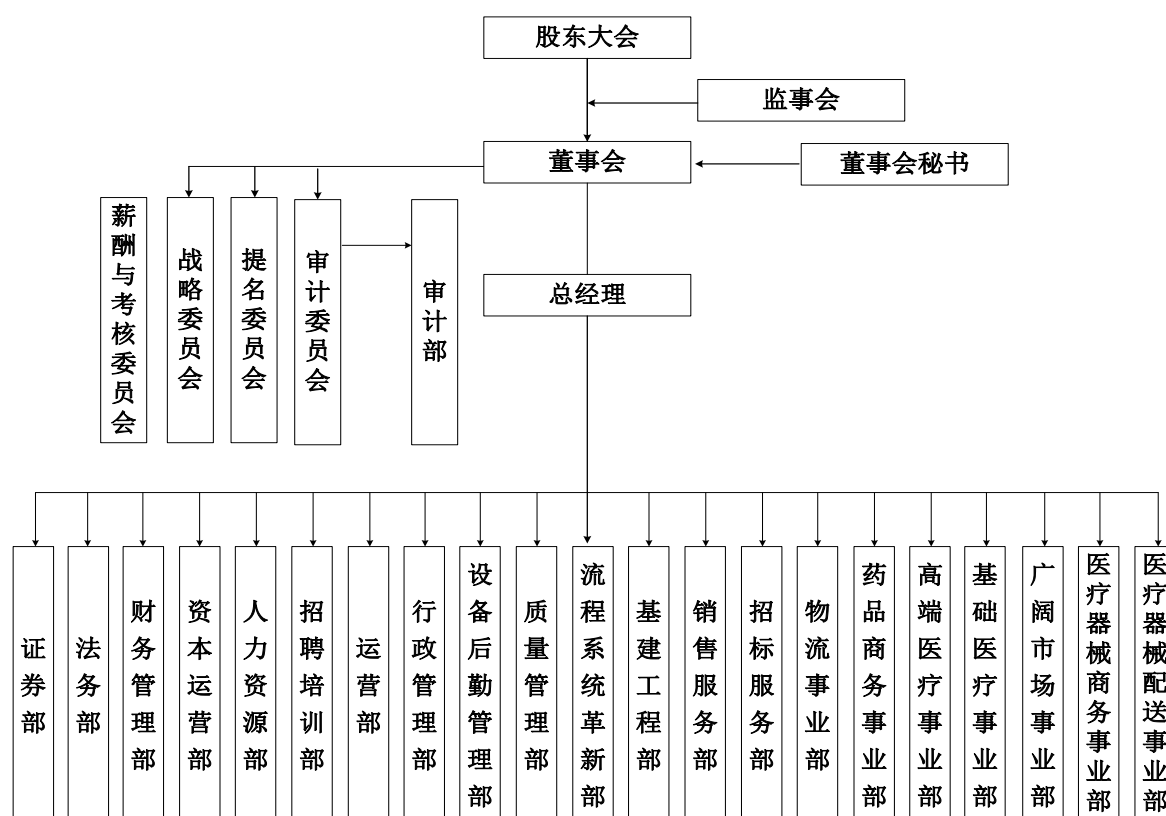 股东大会
监事会
董事会
董事会秘书
薪酬与考核委员会
战略委员会
提名委员会
审计委员会
审计部
总经理
证券部
法务部
财务管理部
资本运营部
人力资源部
招聘培训部
运营部
行政管理部
设备后勤管理部
质量管理部
流程系统革新部
基建工程部
销售服务部
招标服务部
物流事业部
药品商务事业部
高端医疗事业部
基础医疗事业部
广阔市场事业部
医疗器械商务事业部
医疗器械配送事业部